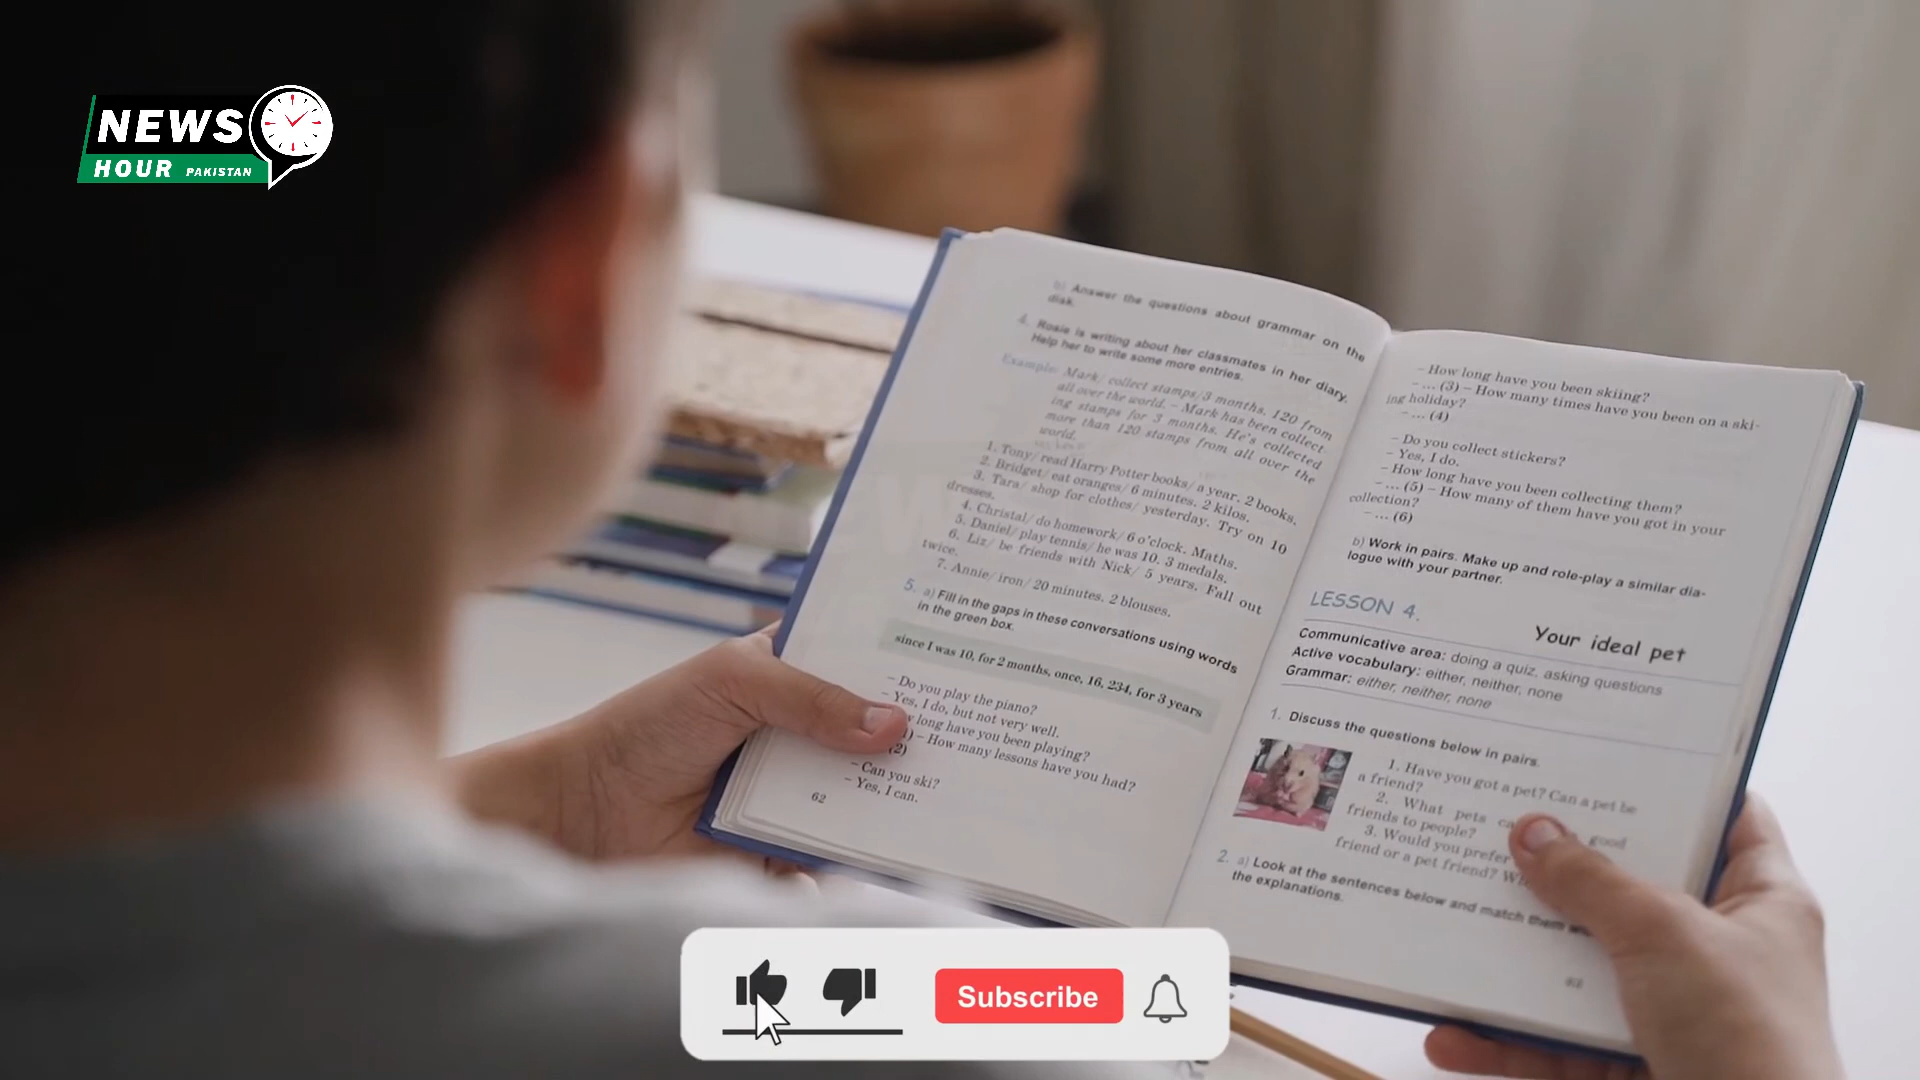 NEWS
HOUR PAKISTAN
b) Answer the questions about grammar on the
disk.
4. Rosie is writing about her classmates in her diary.
Help her to write some more entries.
Example: Mark/ collect stamps/3 months. 120 from
all over the world. – Mark has been collect-
ing stamps for 3 months. He's collected
more than 120 stamps from all over the
world.
1. Tony/ read Harry Potter books/ a year. 2 books.
2. Bridget/ eat oranges/ 6 minutes. 2 kilos.
3. Tara/ shop for clothes/ yesterday. Try on 10
dresses.
4. Christal/ do homework/ 6 o'clock. Maths.
5. Daniel/ play tennis/ he was 10. 3 medals.
6. Liz/ be friends with Nick/ 5 years. Fall out
twice.
7. Annie/ iron/ 20 minutes. 2 blouses.
5. a) Fill in the gaps in these conversations using words
in the green box.
since I was 10, for 2 months, once, 16, 234, for 3 years
– Do you play the piano?
– Yes, I do, but not very well.
long have you been playing?
– How many lessons have you had?
(2)
– Can you ski?
– Yes, I can.
62
– How long have you been skiing?
– ... (3) – How many times have you been on a ski-
ing holiday?
– ... (4)
– Do you collect stickers?
– Yes, I do.
– How long have you been collecting them?
– ... (5) – How many of them have you got in your
collection?
– ... (6)
b) Work in pairs. Make up and role-play a similar dia-
logue with your partner.
LESSON 4.
Your ideal pet
Communicative area: doing a quiz, asking questions
Active vocabulary: either, neither, none
Grammar: either, neither, none
1. Discuss the questions below in pairs.
1. Have you got a pet? Can a pet be
a friend?
2. What pets good
friends to people?
3. Would you prefer
friend or a pet friend?
2. a) Look at the sentences below and match them
the explanations.
Subscribe